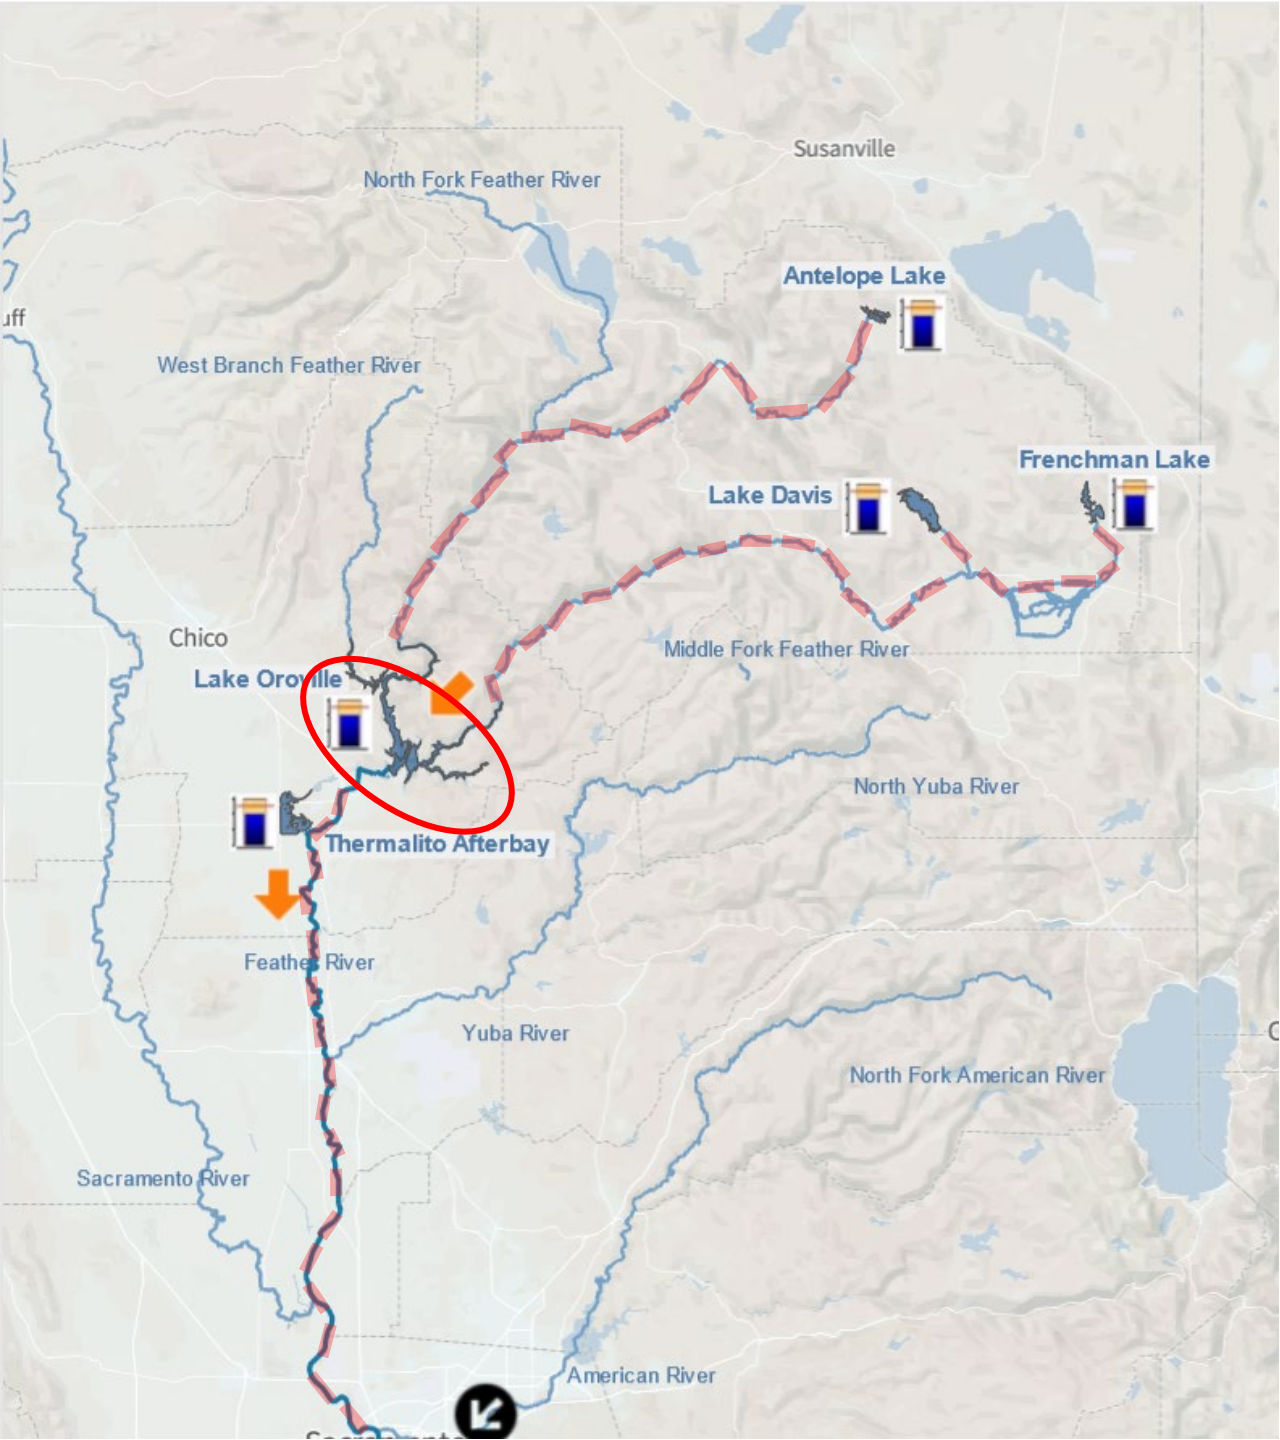 Susanville
North Fork Feather River
Antelope Lake
uff
West Branch Feather River
Frenchman Lake
Lake Davis
Chico
Middle Fork Feather River
Lake Oroville
North Yuba River
Thermalito Afterbay
Feather River
Yuba River
North Fork American River
Sacramento River
American River
Sacramento